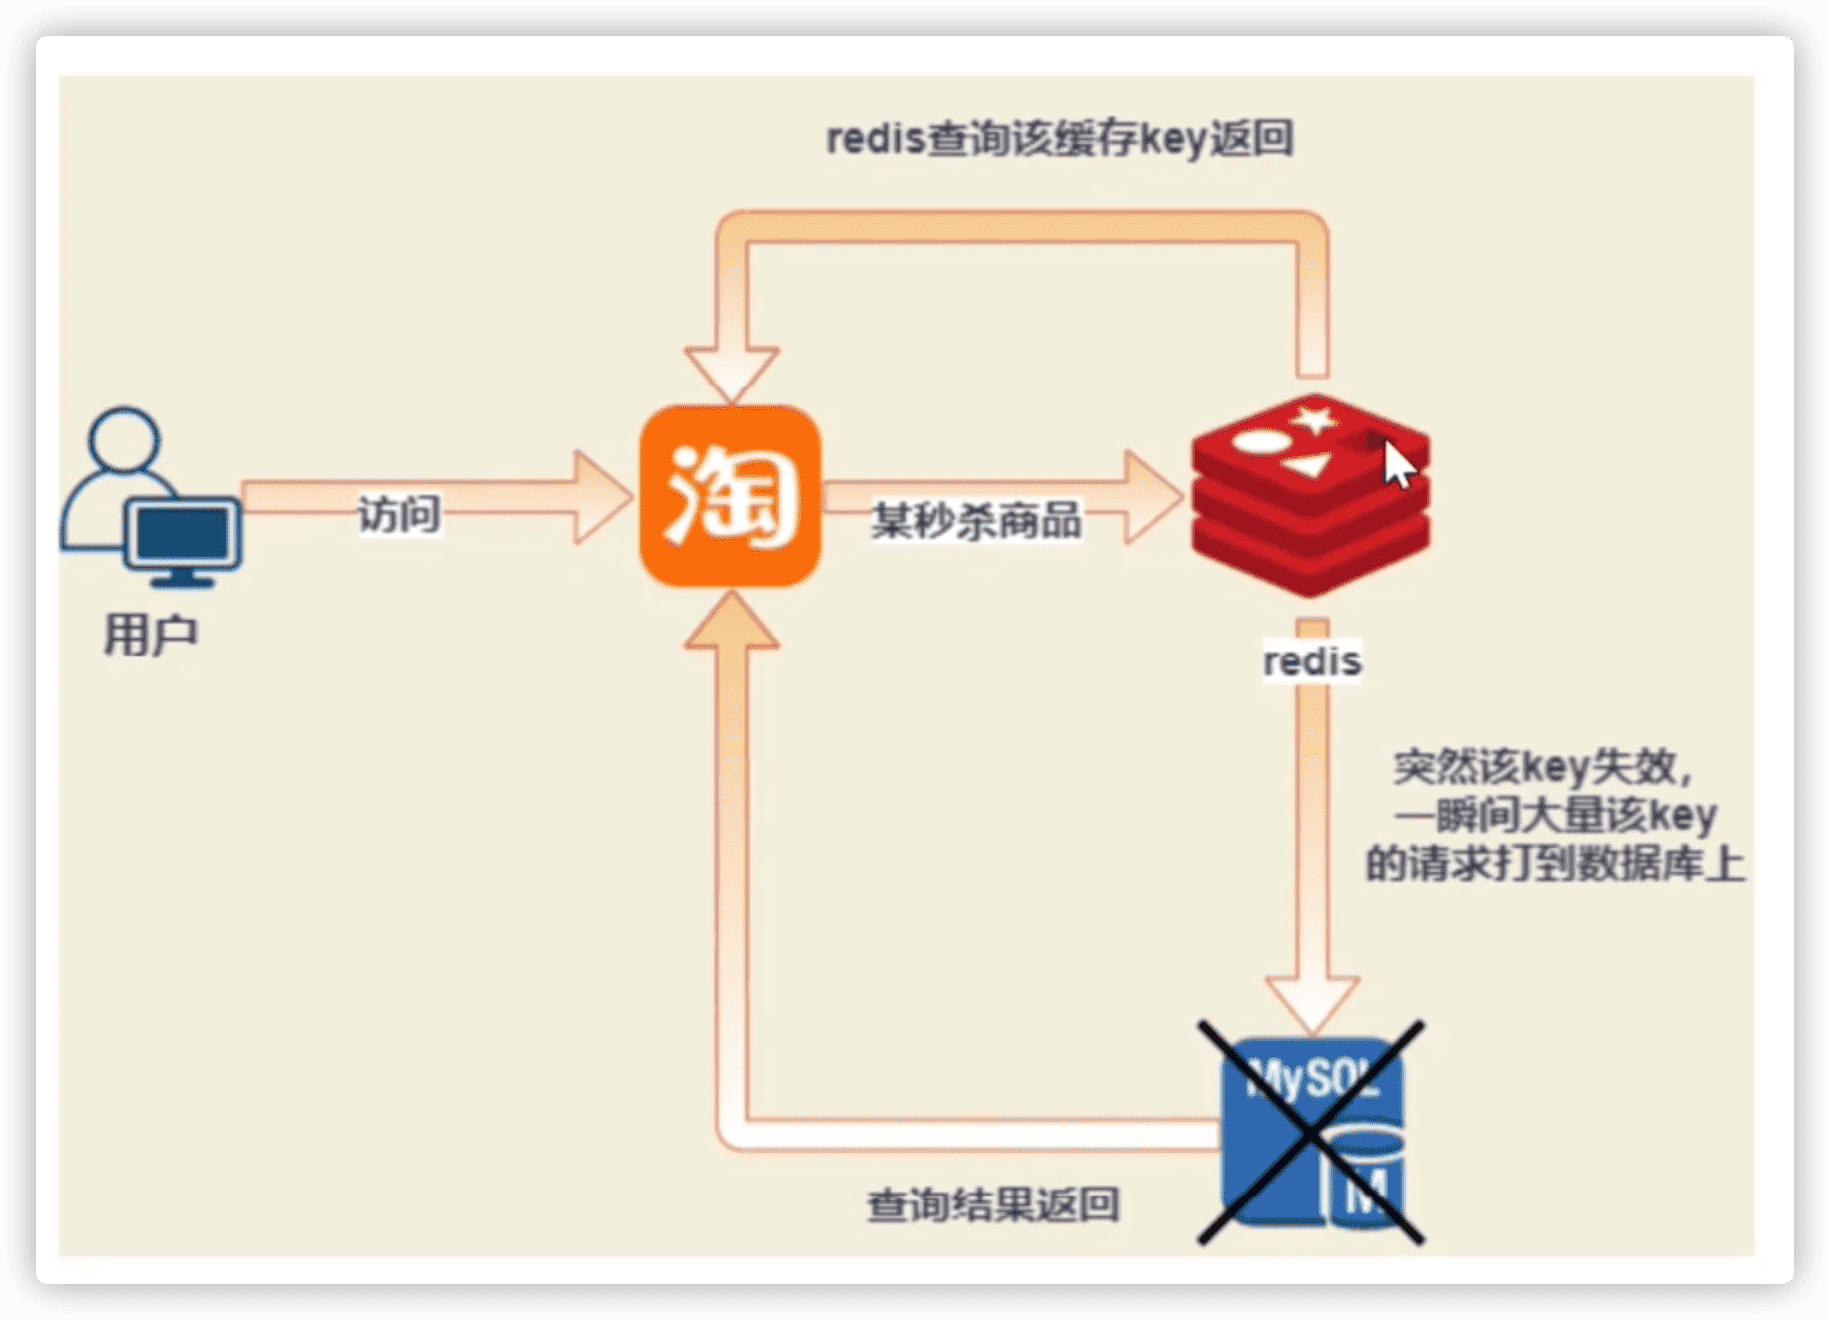 redis查询该缓存key返回
淘
访问
某秒杀商品
用户
redis
突然该key失效，
一瞬间大量该key
的请求打到数据库上
MySQL
M
查询结果返回